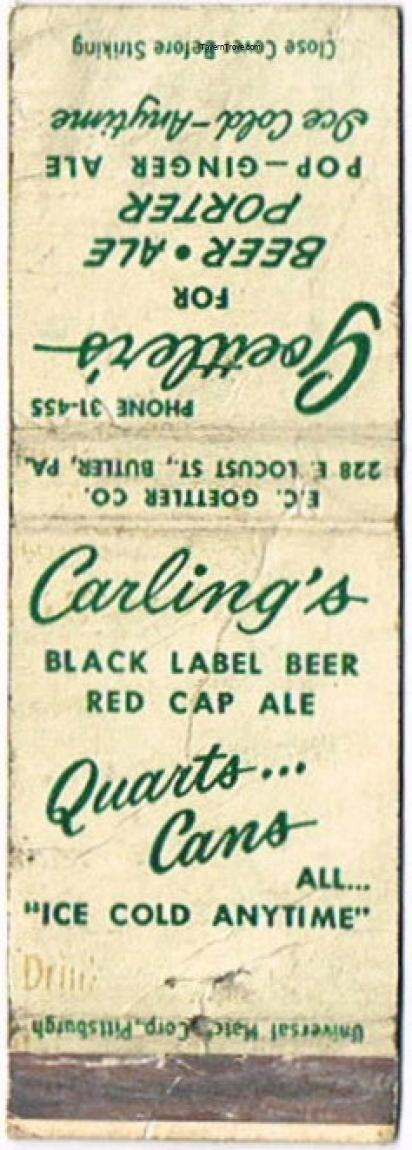 Close Cover Before Striking
TavernTrove.com
Ice Cold-Anytime
POP-GINGER ALE
PORTER
BEER • ALE
FOR
Goettler's
PHONE 31-455
228 E. LOCUST ST., BUTLER, PA.
E.C. GOETTLER CO.
Carling's
BLACK LABEL BEER
RED CAP ALE
Quarts...
Cans
ALL...
"ICE COLD ANYTIME"
Universal Match Corp., Pittsburgh